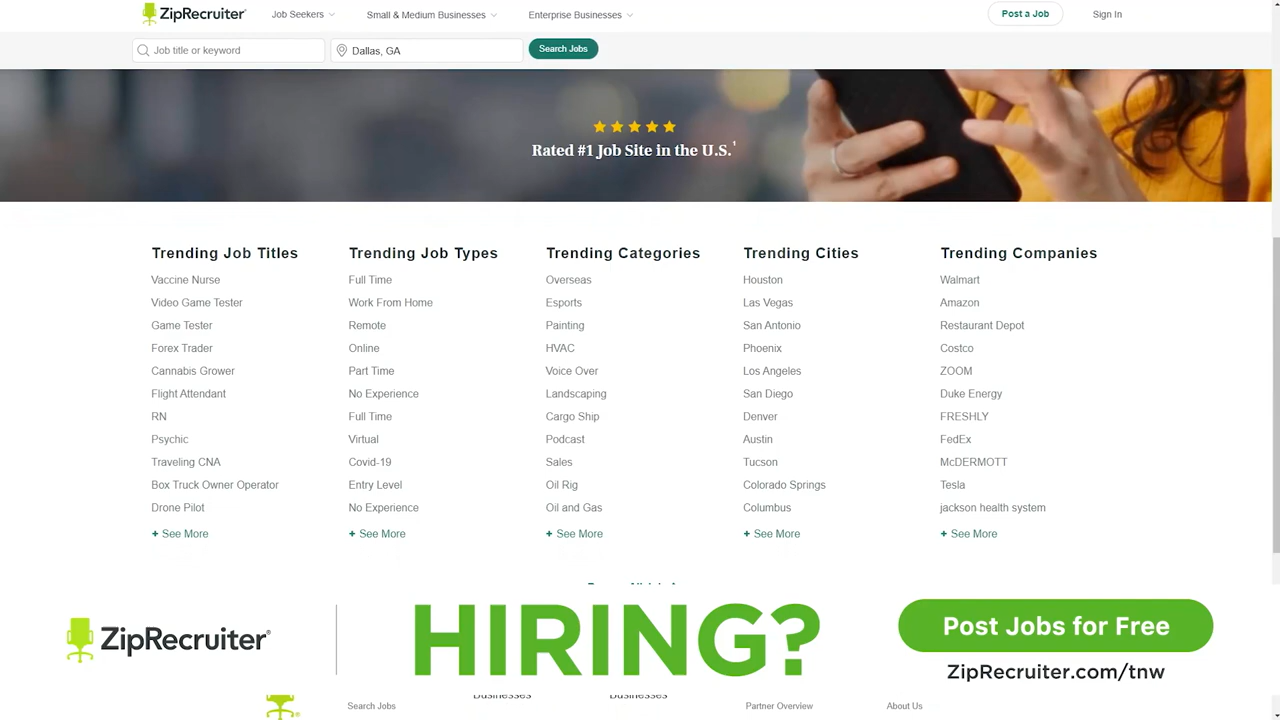 ZipRecruiter
Job Seekers
Small & Medium Businesses
Enterprise Businesses
Post a Job
Sign In
Job title or keyword
Dallas, GA
Search Jobs
Rated #1 Job Site in the U.S.¹
Trending Job Titles
Vaccine Nurse
Video Game Tester
Game Tester
Forex Trader
Cannabis Grower
Flight Attendant
RN
Psychic
Traveling CNA
Box Truck Owner Operator
Drone Pilot
+ See More
Trending Job Types
Full Time
Work From Home
Remote
Online
Part Time
No Experience
Full Time
Virtual
Covid-19
Entry Level
No Experience
+ See More
Trending Categories
Overseas
Esports
Painting
HVAC
Voice Over
Landscaping
Cargo Ship
Podcast
Sales
Oil Rig
Oil and Gas
+ See More
Trending Cities
Houston
Las Vegas
San Antonio
Phoenix
Los Angeles
San Diego
Denver
Austin
Tucson
Colorado Springs
Columbus
+ See More
Trending Companies
Walmart
Amazon
Restaurant Depot
Costco
ZOOM
Duke Energy
FRESHLY
FedEx
McDERMOTT
Tesla
jackson health system
+ See More
ZipRecruiter®
HIRING?
Post Jobs for Free
ZipRecruiter.com/tnw
Businesses
Businesses
Search Jobs
Partner Overview
About Us